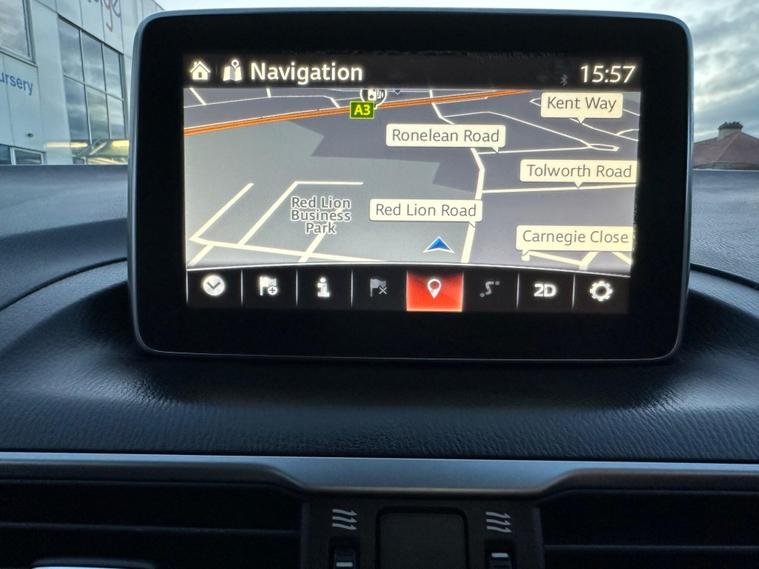 ursery
Navigation
15:57
A3
Kent Way
Ronelean Road
Tolworth Road
Red Lion
Business
Park
Red Lion Road
Carnegie Close
2D